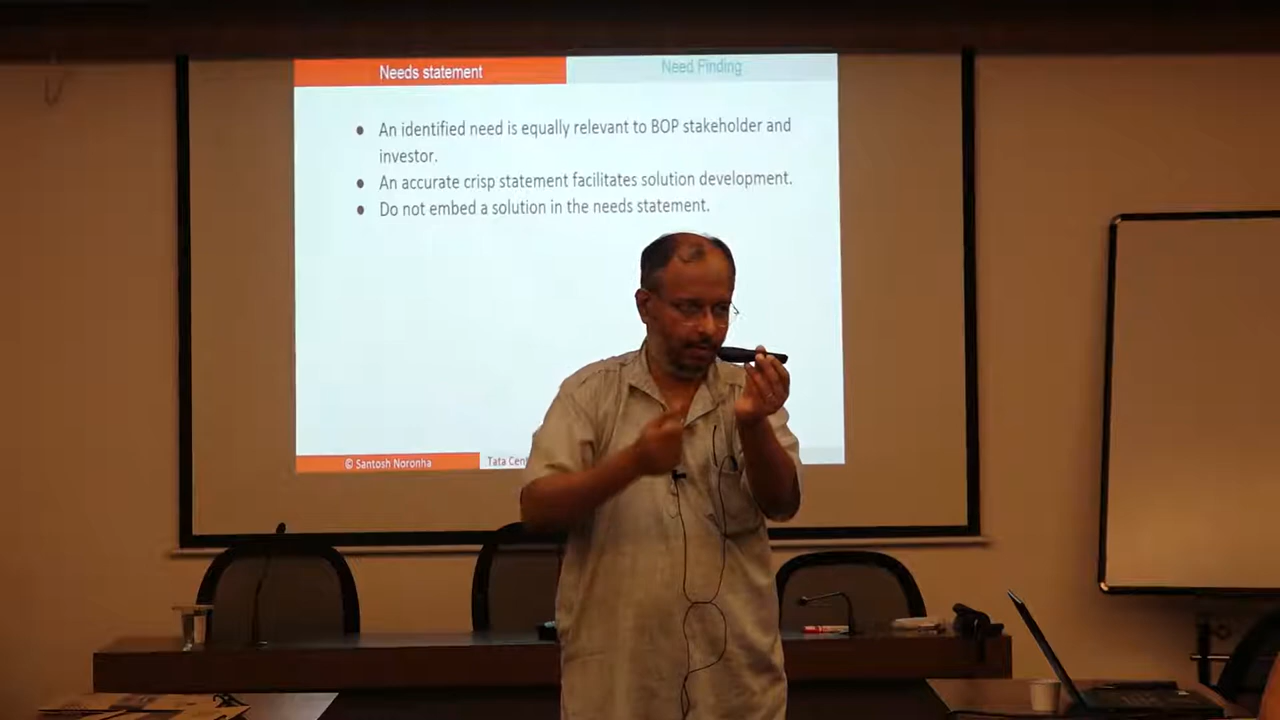 Needs statement
Need Finding
● An identified need is equally relevant to BOP stakeholder and
investor.
● An accurate crisp statement facilitates solution development.
● Do not embed a solution in the needs statement.
© Santosh Noronha
Tata